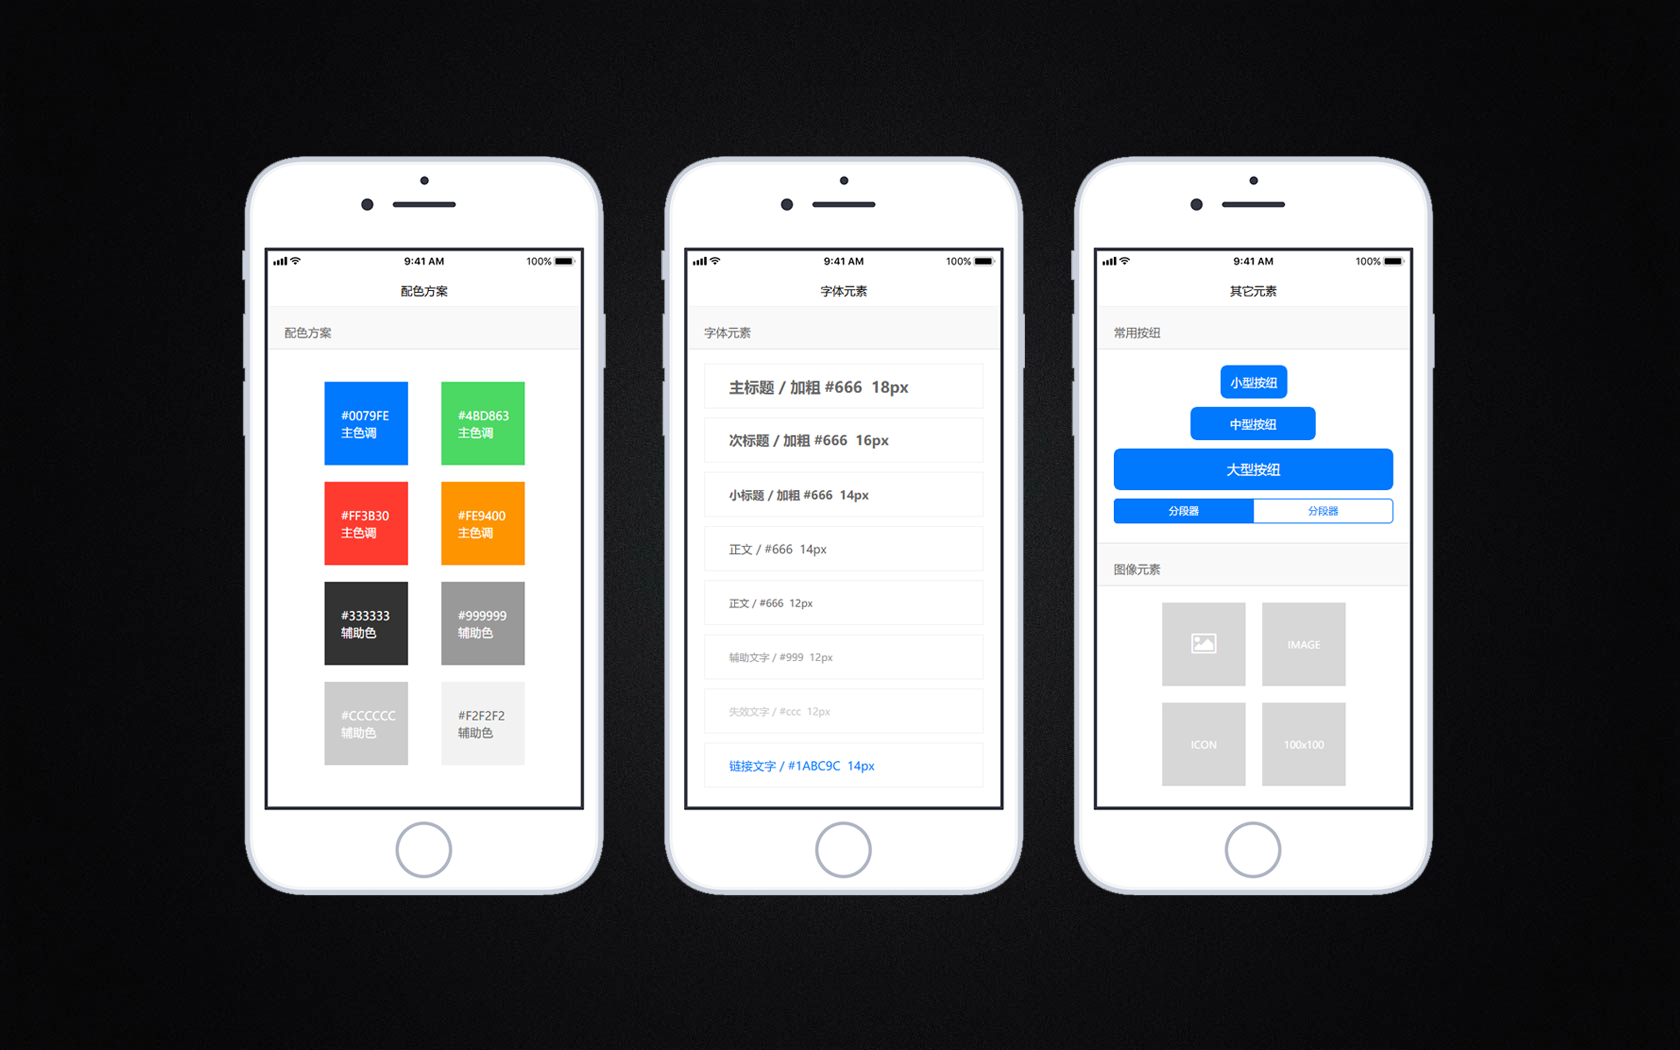 9:41 AM
100%
配色方案
配色方案
#0079FE
主色调
#4BD863
主色调
#FF3B30
主色调
#FE9400
主色调
#333333
辅助色
#999999
辅助色
#CCCCCC
辅助色
#F2F2F2
辅助色
9:41 AM
100%
字体元素
字体元素
主标题 / 加粗 #666 18px
次标题 / 加粗 #666 16px
小标题 / 加粗 #666 14px
正文 / #666 14px
正文 / #666 12px
辅助文字 / #999 12px
失效文字 / #ccc 12px
链接文字 / #1ABC9C 14px
9:41 AM
100%
其它元素
常用按纽
小型按纽
中型按纽
大型按纽
分段器
分段器
图像元素
IMAGE
ICON
100x100